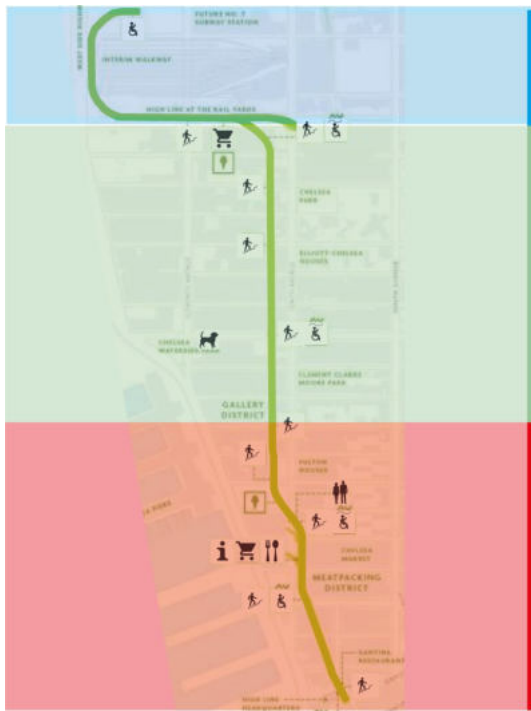 FUTURE NO. 7
SUBWAY STATION
INTERIM WALKWAY
HIGH LINE AT THE RAIL YARDS
CHELSEA
PARK
ELLIOTT-CHELSEA
HOUSES
CHELSEA
WATERSIDE PARK
CLEMENT CLARKE
MOORE PARK
GALLERY
DISTRICT
FULTON
HOUSES
CHELSEA
MARKET
MEATPACKING
DISTRICT
HIGH LINE
HEADQUARTERS